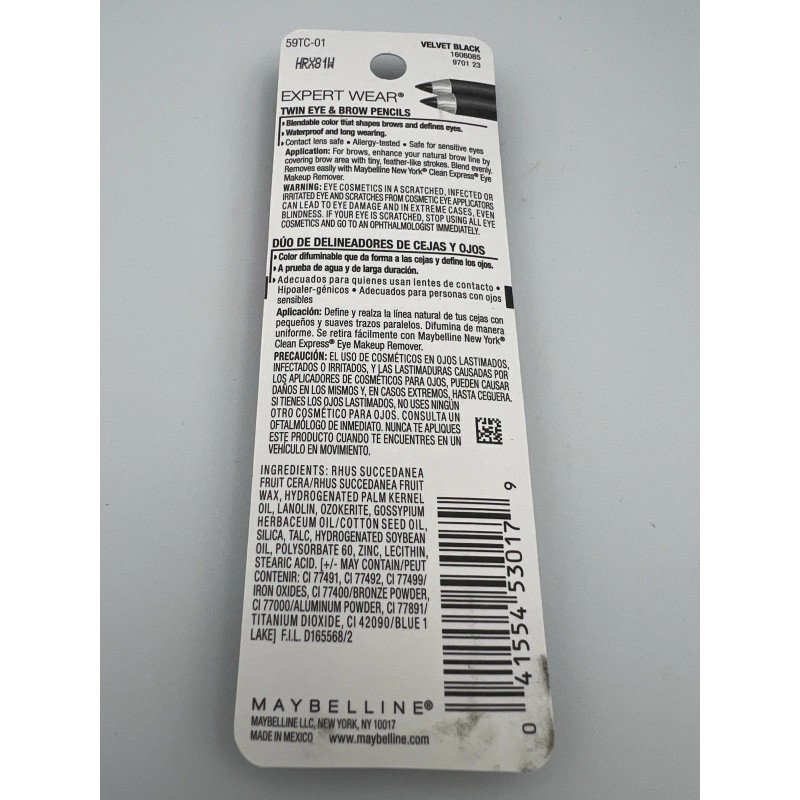 59TC-01
VELVET BLACK
1606085
HRX81W
9701 23
EXPERT WEAR®
TWIN EYE & BROW PENCILS
Blendable color that shapes brows and defines eyes.
Waterproof and long wearing.
Contact lens safe • Allergy-tested • Safe for sensitive eyes
Application: For brows, enhance your natural brow line by
covering brow area with tiny, feather-like strokes. Blend evenly.
Removes easily with Maybelline New York® Clean Express® Eye
Makeup Remover.
WARNING: EYE COSMETICS IN A SCRATCHED, INFECTED OR
IRRITATED EYE AND SCRATCHES FROM COSMETIC EYE APPLICATORS
CAN LEAD TO EYE DAMAGE AND IN EXTREME CASES, EVEN
BLINDNESS. IF YOUR EYE IS SCRATCHED, STOP USING ALL EYE
COSMETICS AND GO TO AN OPHTHALMOLOGIST IMMEDIATELY.
DÚO DE DELINEADORES DE CEJAS Y OJOS
Color difuminable que da forma a las cejas y define los ojos.
A prueba de agua y de larga duración.
Adecuados para quienes usan lentes de contacto •
Hipoaler-génicos • Adecuados para personas con ojos
sensibles
Aplicación: Define y realza la línea natural de tus cejas con
pequeños y suaves trazos paralelos. Difumina de manera
uniforme. Se retira fácilmente con Maybelline New York®
Clean Express® Eye Makeup Remover.
PRECAUCIÓN: EL USO DE COSMÉTICOS EN OJOS LASTIMADOS,
INFECTADOS O IRRITADOS, Y LAS LASTIMADURAS CAUSADAS POR
LOS APLICADORES DE COSMÉTICOS PARA OJOS, PUEDEN CAUSAR
DAÑOS EN LOS MISMOS Y, EN CASOS EXTREMOS, HASTA CEGUERA.
SI TIENES LOS OJOS LASTIMADOS, NO USES NINGÚN
OTRO COSMÉTICO PARA OJOS. CONSULTA UN
OFTALMÓLOGO DE INMEDIATO. NUNCA TE APLIQUES
ESTE PRODUCTO CUANDO TE ENCUENTRES EN UN
VEHÍCULO EN MOVIMIENTO.
INGREDIENTS: RHUS SUCCEDANEA
FRUIT CERA/RHUS SUCCEDANEA FRUIT
WAX, HYDROGENATED PALM KERNEL
OIL, LANOLIN, OZOKERITE, GOSSYPIUM
HERBACEUM OIL/COTTON SEED OIL,
SILICA, TALC, HYDROGENATED SOYBEAN
OIL, POLYSORBATE 60, ZINC, LECITHIN,
STEARIC ACID. [+/- MAY CONTAIN/PEUT
CONTENIR: CI 77491, CI 77492, CI 77499/
IRON OXIDES, CI 77400/BRONZE POWDER,
CI 77000/ALUMINUM POWDER, CI 77891/
TITANIUM DIOXIDE, CI 42090/BLUE 1
LAKE] F.I.L. D165568/2
0 41554 53017 9
MAYBELLINE®
MAYBELLINE LLC, NEW YORK, NY 10017
MADE IN MEXICO www.maybelline.com